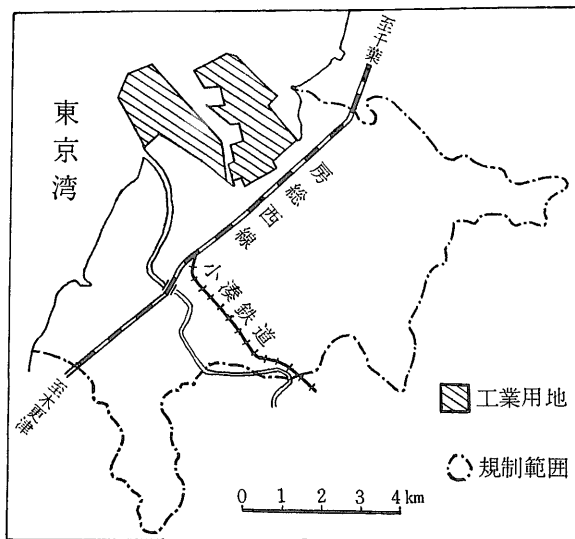 至千葉
東京湾
房総西線
小湊鉄道
至木更津
工業用地
規制範囲
0 1 2 3 4 km